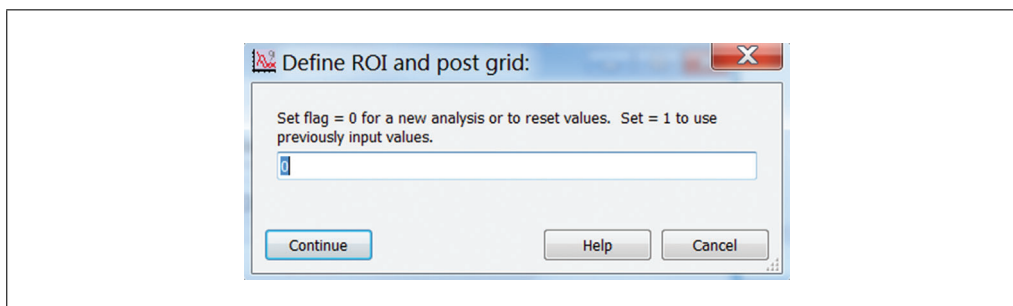 Define ROI and post grid:
Set flag = 0 for a new analysis or to reset values.  Set = 1 to use
previously input values.
0
Continue
Help
Cancel